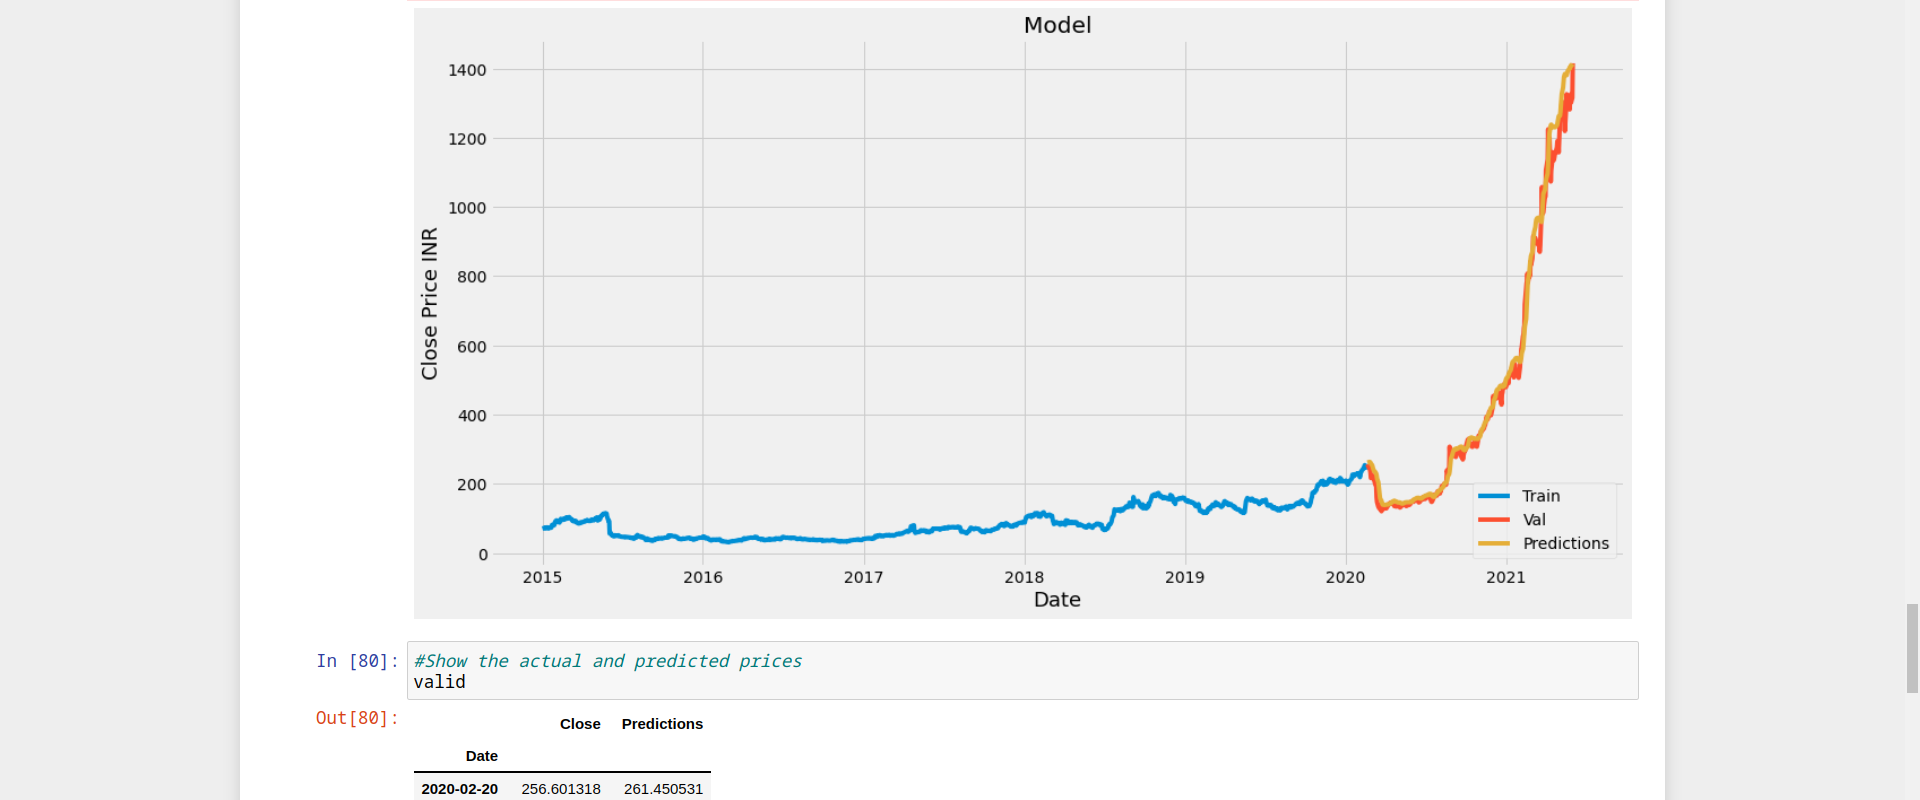 Model
1400
1200
1000
800
600
400
200
0
Close Price INR
2015 2016 2017 2018 2019 2020 2021
Date
Train
Val
Predictions
In [80]: #Show the actual and predicted prices
valid
Out[80]:
Close Predictions
Date
2020-02-20 256.601318 261.450531